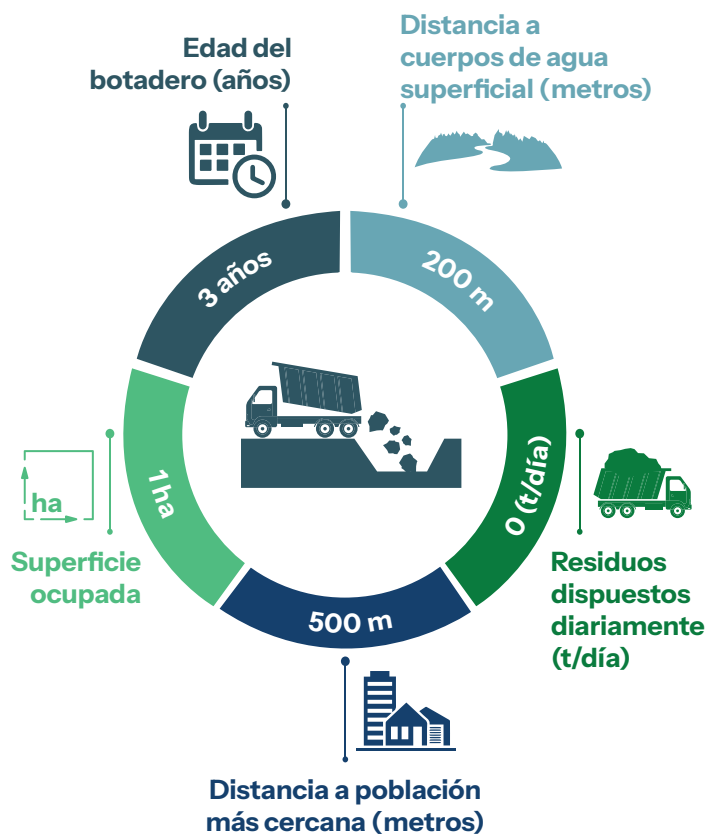 Edad del
botadero (años)
Distancia a
cuerpos de agua
superficial (metros)
3 años
200 m
1 ha
0 (t/día)
500 m
ha
Superficie
ocupada
Residuos
dispuestos
diariamente
(t/día)
Distancia a población
más cercana (metros)